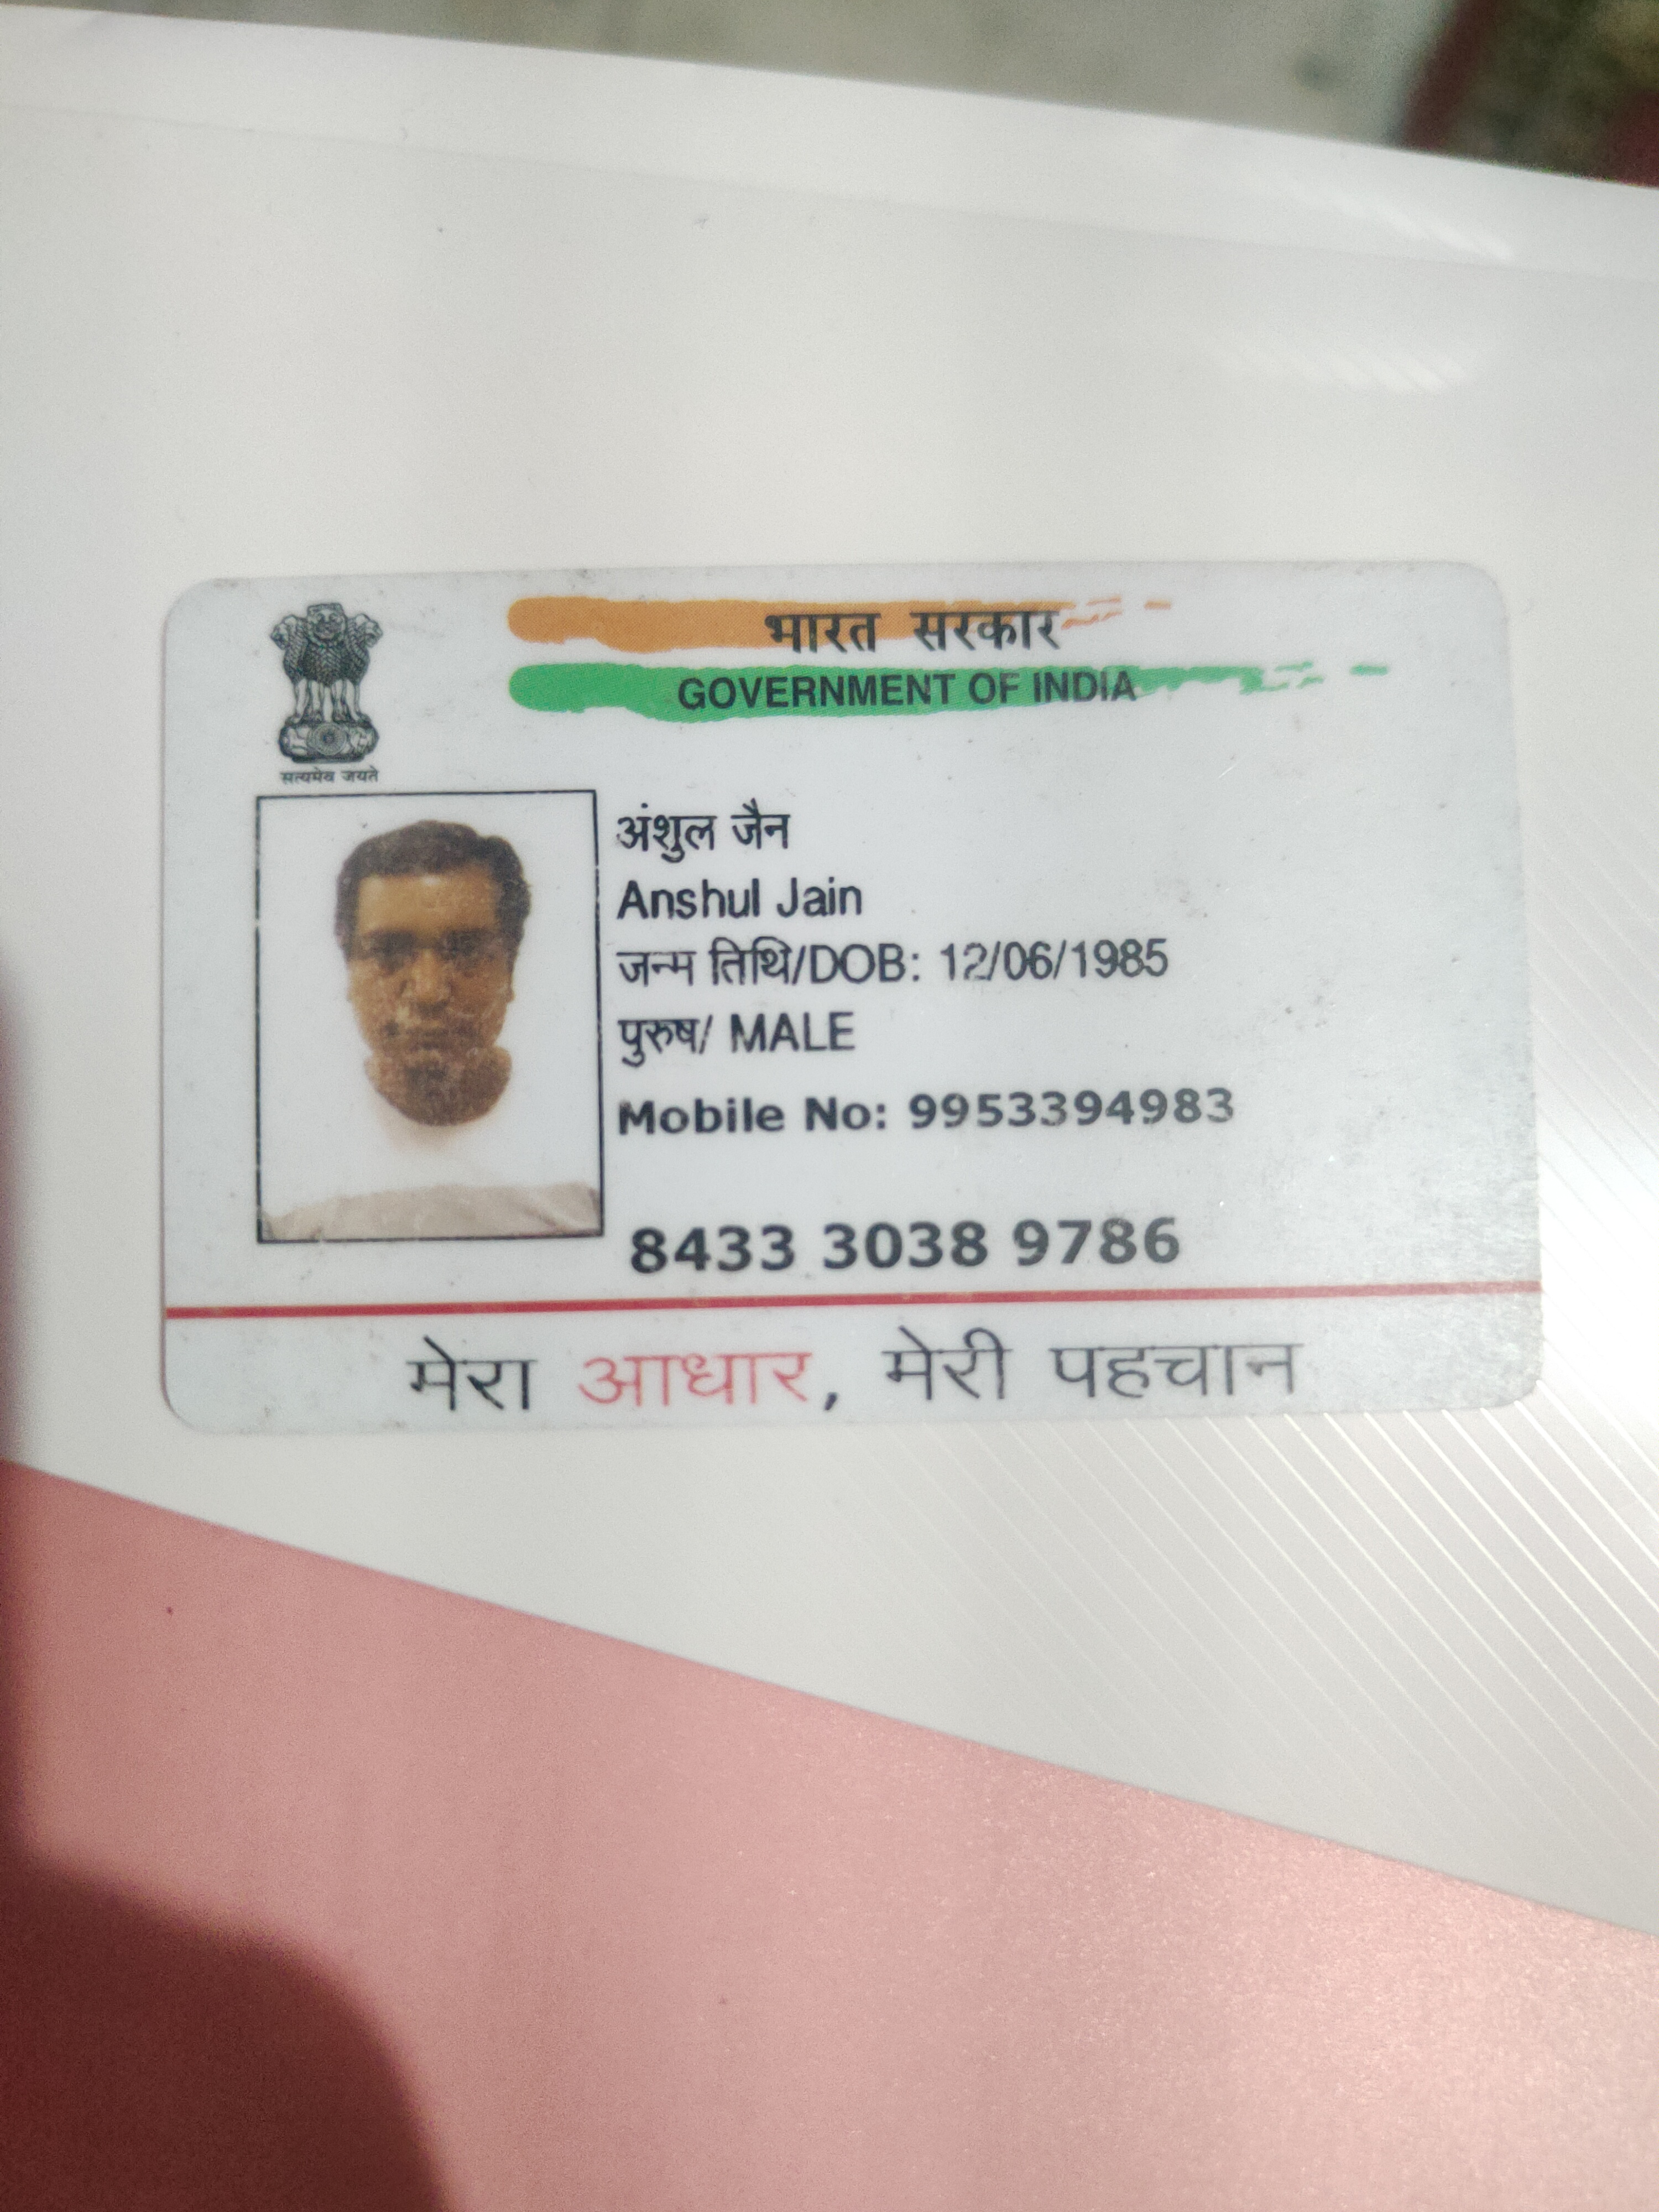 भारत सरकार
GOVERNMENT OF INDIA
सत्यमेव जयते
अंशुल जैन
Anshul Jain
जन्म तिथि/DOB: 12/06/1985
पुरुष/ MALE
Mobile No: 9953394983
8433 3038 9786
मेरा आधार, मेरी पहचान